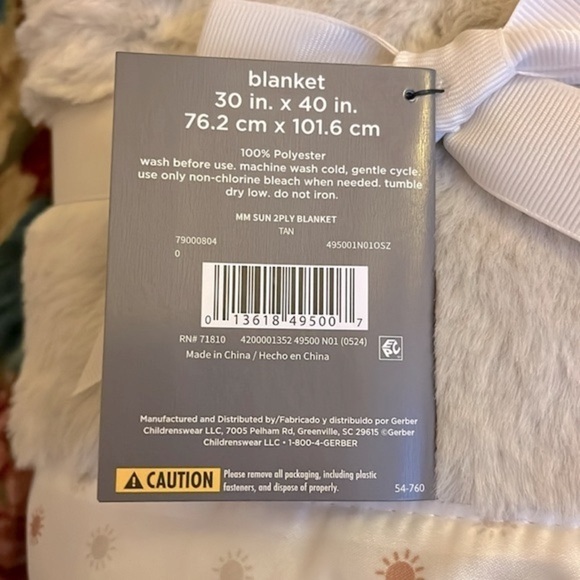 blanket
30 in. x 40 in.
76.2 cm x 101.6 cm
100% Polyester
wash before use. machine wash cold, gentle cycle.
use only non-chlorine bleach when needed. tumble
dry low. do not iron.
MM SUN 2PLY BLANKET
TAN
79000804 495001N01OSZ
0
0 13618 49500 7
RN# 71810 4200001352 49500 N01 (0524)
Made in China / Hecho en China
Manufactured and Distributed by/Fabricado y distribuido por Gerber
Childrenswear LLC, 7005 Pelham Rd, Greenville, SC 29615 ©Gerber
Childrenswear LLC • 1-800-4-GERBER
CAUTION Please remove all packaging, including plastic
fasteners, and dispose of properly.
54-760